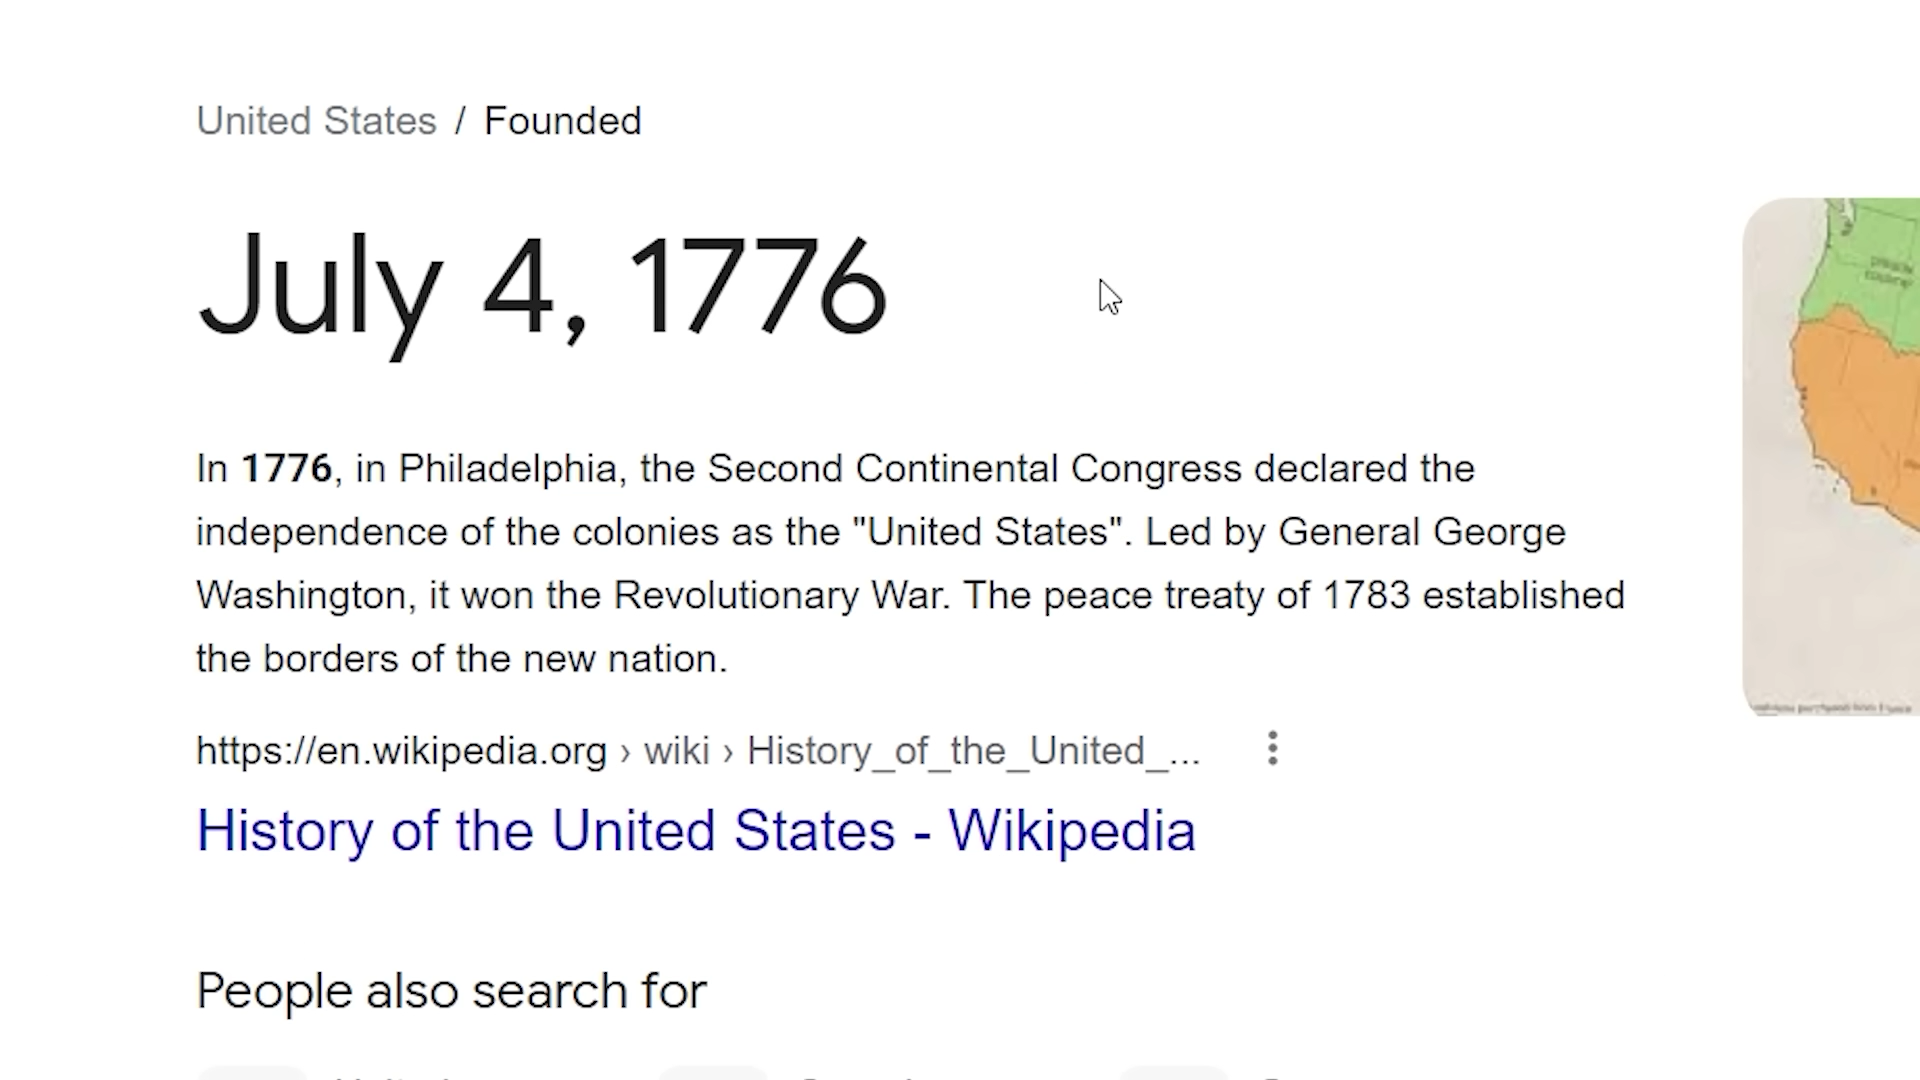 United States / Founded
July 4, 1776
In 1776, in Philadelphia, the Second Continental Congress declared the
independence of the colonies as the "United States". Led by General George
Washington, it won the Revolutionary War. The peace treaty of 1783 established
the borders of the new nation.
https://en.wikipedia.org › wiki › History_of_the_United_...
History of the United States - Wikipedia
People also search for